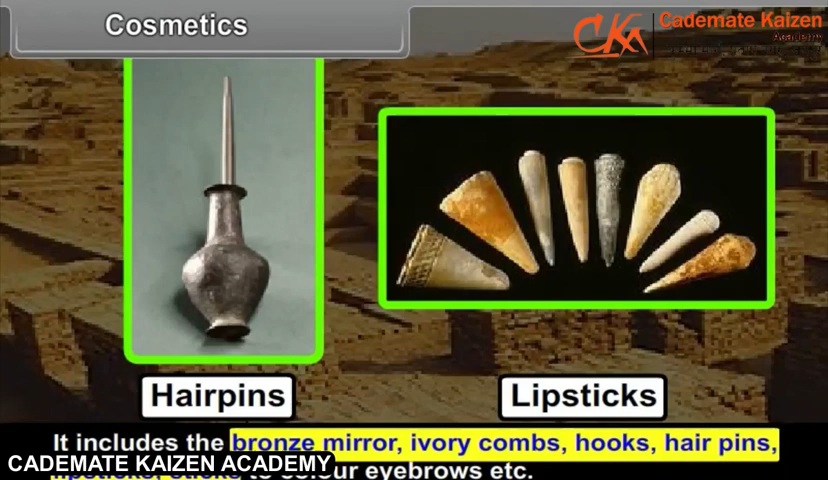 Cosmetics
CKA
Cademate Kaizen
Academy
Hairpins
Lipsticks
It includes the bronze mirror, ivory combs, hooks, hair pins,
to colour eyebrows etc.
CADEMATE KAIZEN ACADEMY